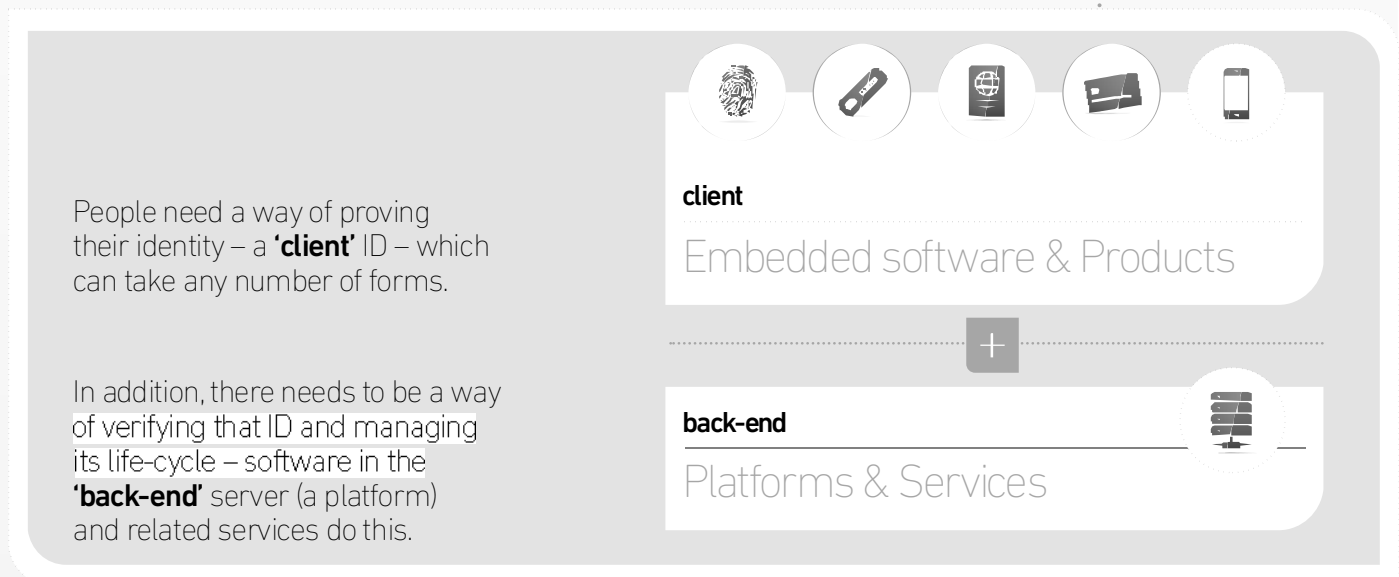 People need a way of proving
their identity – a ‘client’ ID – which
can take any number of forms.
In addition, there needs to be a way
of verifying that ID and managing
its life-cycle – software in the
‘back-end’ server (a platform)
and related services do this.
client
Embedded software & Products
+
back-end
Platforms & Services